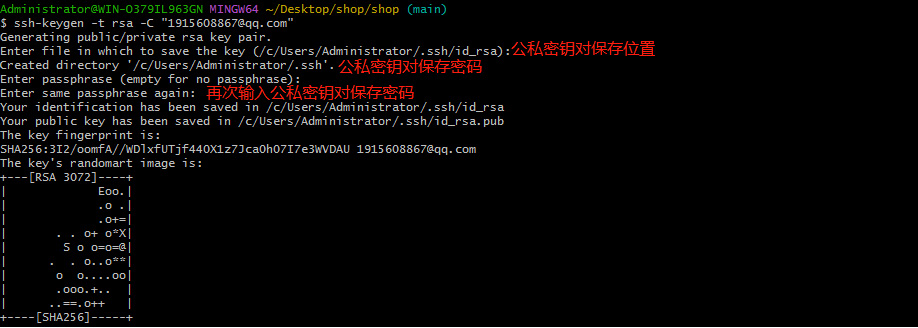 Administrator@WIN-O379IL963GN MINGW64 ~/Desktop/shop/shop (main)
$ ssh-keygen -t rsa -C "1915608867@qq.com"
Generating public/private rsa key pair.
Enter file in which to save the key (/c/Users/Administrator/.ssh/id_rsa):公私密钥对保存位置
Created directory '/c/Users/Administrator/.ssh'.公私密钥对保存密码
Enter passphrase (empty for no passphrase):
Enter same passphrase again: 再次输入公私密钥对保存密码
Your identification has been saved in /c/Users/Administrator/.ssh/id_rsa
Your public key has been saved in /c/Users/Administrator/.ssh/id_rsa.pub
The key fingerprint is:
SHA256:3I2/oomfA//WDlxfUTjf44OX1z7JcaOhO7I7e3WVDAU 1915608867@qq.com
The key's randomart image is:
+---[RSA 3072]----+
|             Eoo.|
|             .o .|
|             .o+=|
|       . . o+ o*X|
|        S o o=o=@|
|      .  . o..o**|
|       o  o....oo|
|       .ooo.+..  |
|      ..==.o++   |
+----[SHA256]-----+